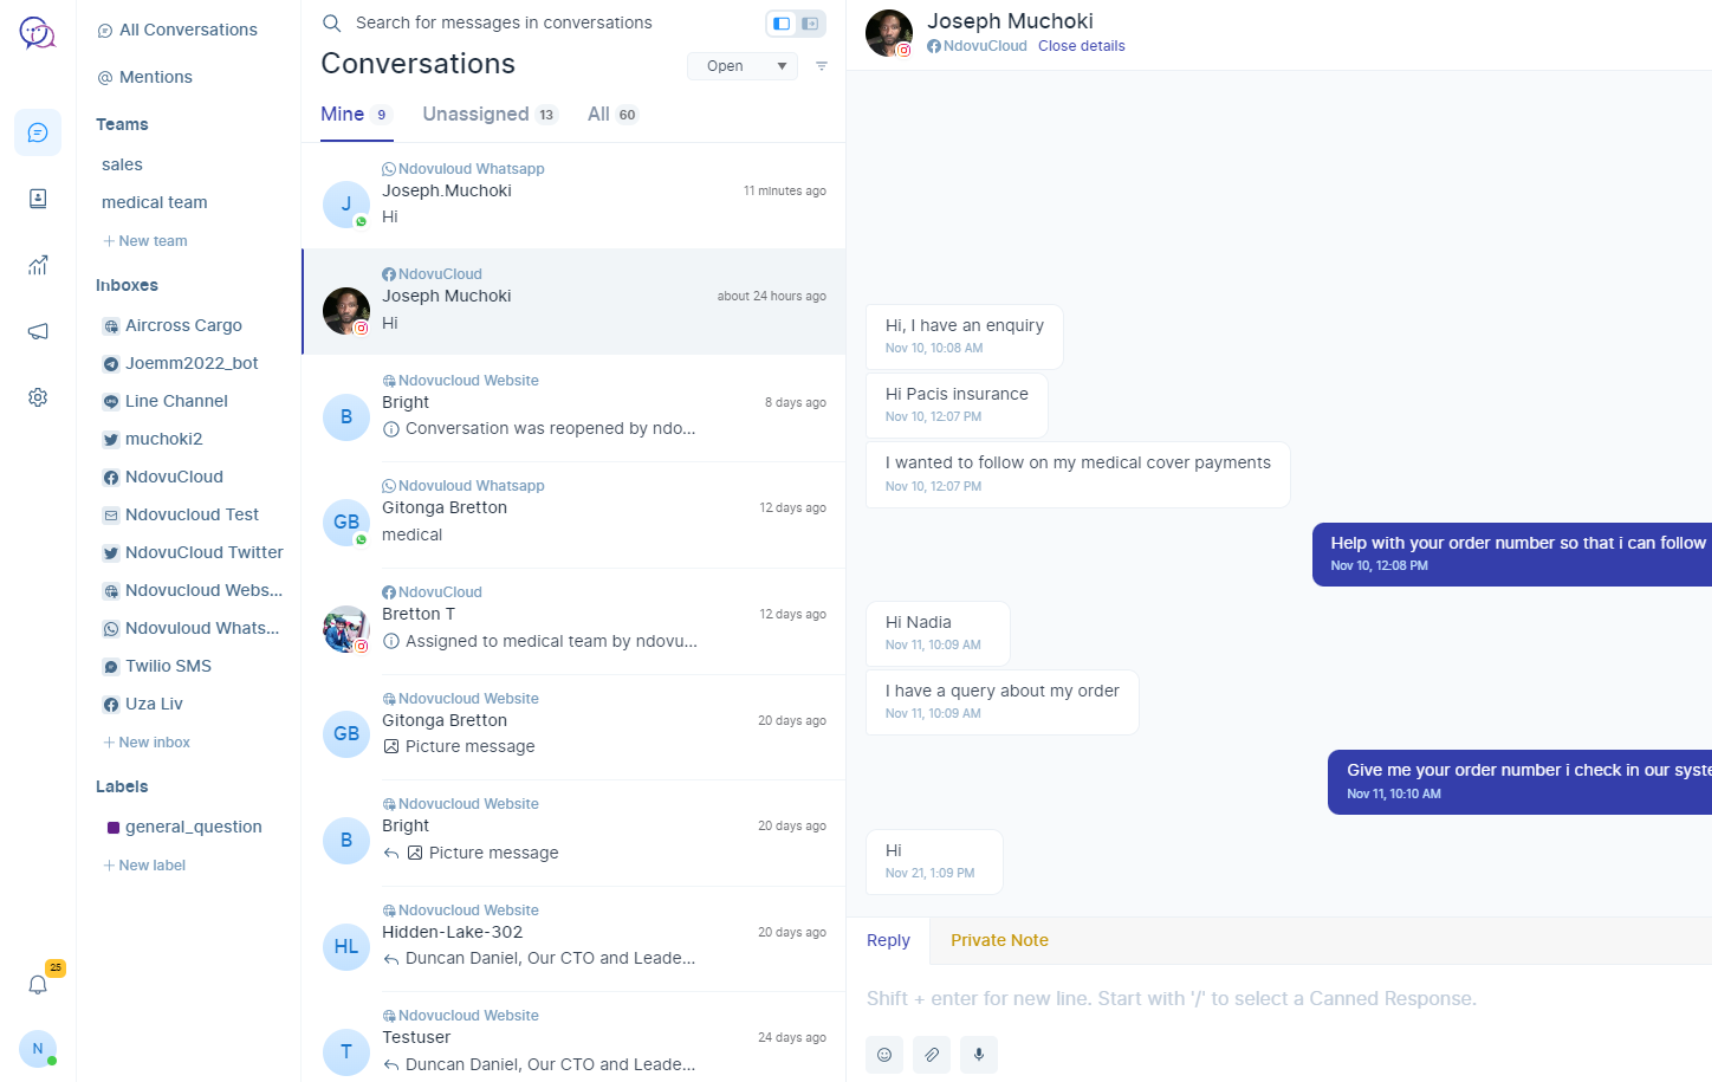 All Conversations
Mentions
Teams
sales
medical team
New team
Inboxes
Aircross Cargo
Joemm2022_bot
Line Channel
muchoki2
NdovuCloud
Ndovucloud Test
NdovuCloud Twitter
Ndovucloud Webs...
Ndovuloud Whats...
Twilio SMS
Uza Liv
New inbox
Labels
general_question
New label
25
N
Search for messages in conversations
Conversations
Open
Mine 9 Unassigned 13 All 60
Ndovuloud Whatsapp
J Joseph.Muchoki 11 minutes ago
Hi
NdovuCloud
Joseph Muchoki about 24 hours ago
Hi
Ndovucloud Website
B Bright 8 days ago
Conversation was reopened by ndo...
Ndovuloud Whatsapp
GB Gitonga Bretton 12 days ago
medical
NdovuCloud
Bretton T 12 days ago
Assigned to medical team by ndovu...
Ndovucloud Website
GB Gitonga Bretton 20 days ago
Picture message
Ndovucloud Website
B Bright 20 days ago
Picture message
Ndovucloud Website
HL Hidden-Lake-302 20 days ago
Duncan Daniel, Our CTO and Leade...
Ndovucloud Website
T Testuser 24 days ago
Duncan Daniel, Our CTO and Leade...
Joseph Muchoki
NdovuCloud Close details
Hi, I have an enquiry
Nov 10, 10:08 AM
Hi Pacis insurance
Nov 10, 12:07 PM
I wanted to follow on my medical cover payments
Nov 10, 12:07 PM
Help with your order number so that i can follow
Nov 10, 12:08 PM
Hi Nadia
Nov 11, 10:09 AM
I have a query about my order
Nov 11, 10:09 AM
Give me your order number i check in our syste
Nov 11, 10:10 AM
Hi
Nov 21, 1:09 PM
Reply Private Note
Shift + enter for new line. Start with '/' to select a Canned Response.